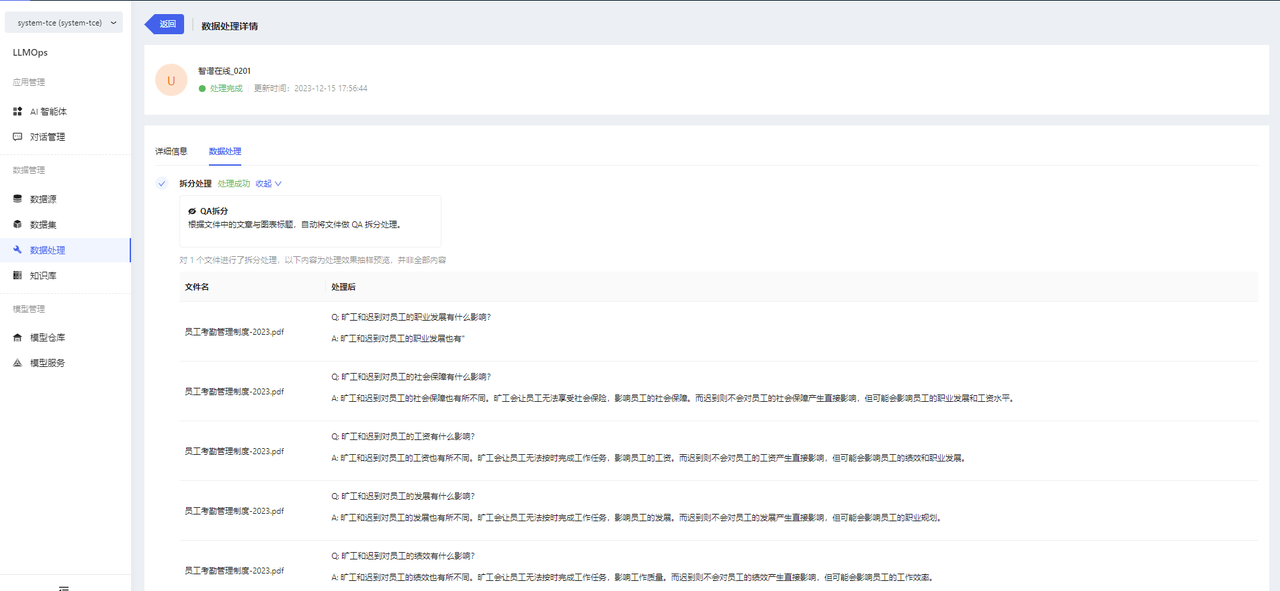 system-tce (system-tce)
返回
数据处理详情
LLMOps
U
智谱在线_0201
处理完成
更新时间：2023-12-15 17:56:44
应用管理
AI 智能体
对话管理
数据管理
数据源
数据集
数据处理
知识库
模型管理
模型仓库
模型服务
详细信息
数据处理
拆分处理 处理成功 收起
QA拆分
根据文件中的文章与图表标题，自动将文件做 QA 拆分处理。
对 1 个文件进行了拆分处理，以下内容为处理效果抽样预览，并非全部内容
文件名
处理后
员工考勤管理制度-2023.pdf
Q: 旷工和迟到对员工的职业发展有什么影响?
A: 旷工和迟到对员工的职业发展也有"
员工考勤管理制度-2023.pdf
Q: 旷工和迟到对员工的社会保障有什么影响?
A: 旷工和迟到对员工的社会保障也有所不同。旷工会让员工无法享受社会保险，影响员工的社会保障。而迟到则不会对员工的社会保障产生直接影响，但可能会影响员工的职业发展和工资水平。
员工考勤管理制度-2023.pdf
Q: 旷工和迟到对员工的工资有什么影响?
A: 旷工和迟到对员工的工资也有所不同。旷工会让员工无法按时完成工作任务，影响员工的工资。而迟到则不会对员工的工资产生直接影响，但可能会影响员工的绩效和职业发展。
员工考勤管理制度-2023.pdf
Q: 旷工和迟到对员工的发展有什么影响?
A: 旷工和迟到对员工的发展也有所不同。旷工会让员工无法按时完成工作任务，影响员工的发展。而迟到则不会对员工的发展产生直接影响，但可能会影响员工的职业规划。
员工考勤管理制度-2023.pdf
Q: 旷工和迟到对员工的绩效有什么影响?
A: 旷工和迟到对员工的绩效也有所不同。旷工会让员工无法按时完成工作任务，影响工作质量。而迟到则不会对员工的绩效产生直接影响，但可能会影响员工的工作效率。